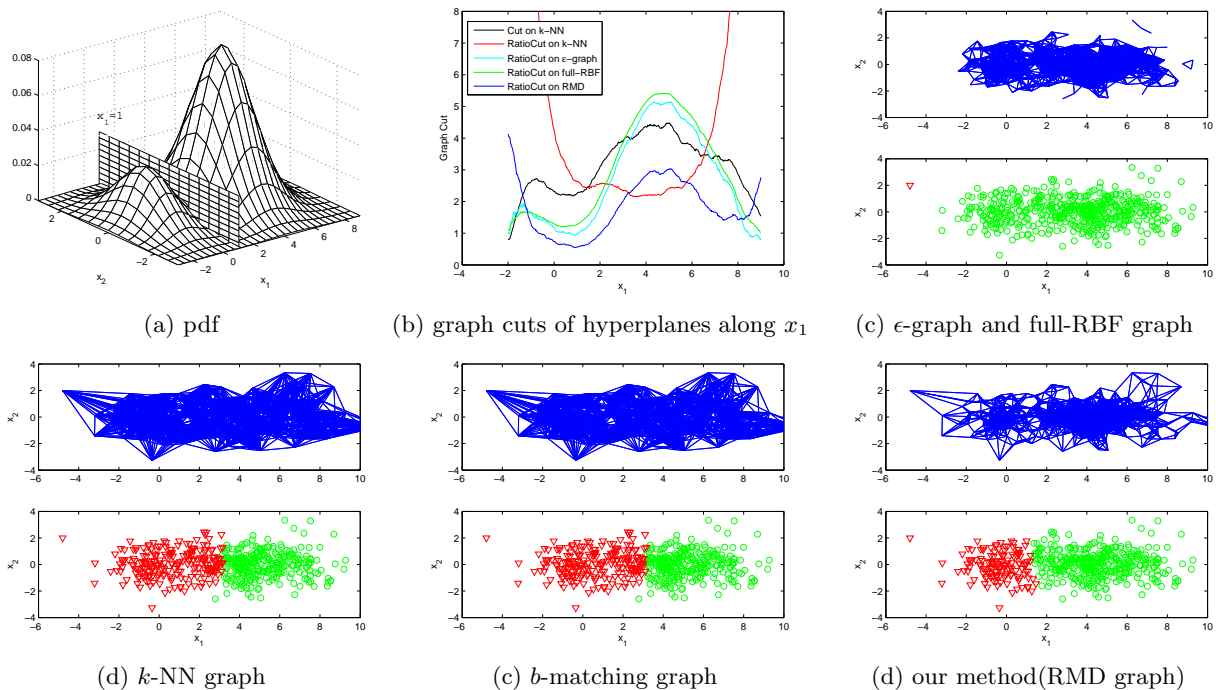 0.08
0.06
0.04
0.02
0
x₁=1
2
0
−2
x₂
−2
0
2
4
6
8
x₁
(a) pdf
8
7
6
5
4
3
2
1
0
Graph Cut
Cut on k−NN
RatioCut on k−NN
RatioCut on ε−graph
RatioCut on full−RBF
RatioCut on RMD
−4 −2 0 2 4 6 8 10
x₁
(b) graph cuts of hyperplanes along x₁
4
2
0
−2
−4
x₂
−4 −2 0 2 4 6 8 10
4
2
0
−2
−4
x₂
−4 −2 0 2 4 6 8 10
(c) ϵ-graph and full-RBF graph
4
2
0
−2
−4
x₂
−6 −4 −2 0 2 4 6 8 10
4
2
0
−2
−4
x₂
−6 −4 −2 0 2 4 6 8 10
x₁
(d) k-NN graph
4
2
0
−2
−4
x₂
−6 −4 −2 0 2 4 6 8 10
4
2
0
−2
−4
x₂
−6 −4 −2 0 2 4 6 8 10
x₁
(c) b-matching graph
4
2
0
−2
−4
x₂
−6 −4 −2 0 2 4 6 8 10
4
2
0
−2
−4
x₂
−6 −4 −2 0 2 4 6 8 10
x₁
(d) our method(RMD graph)